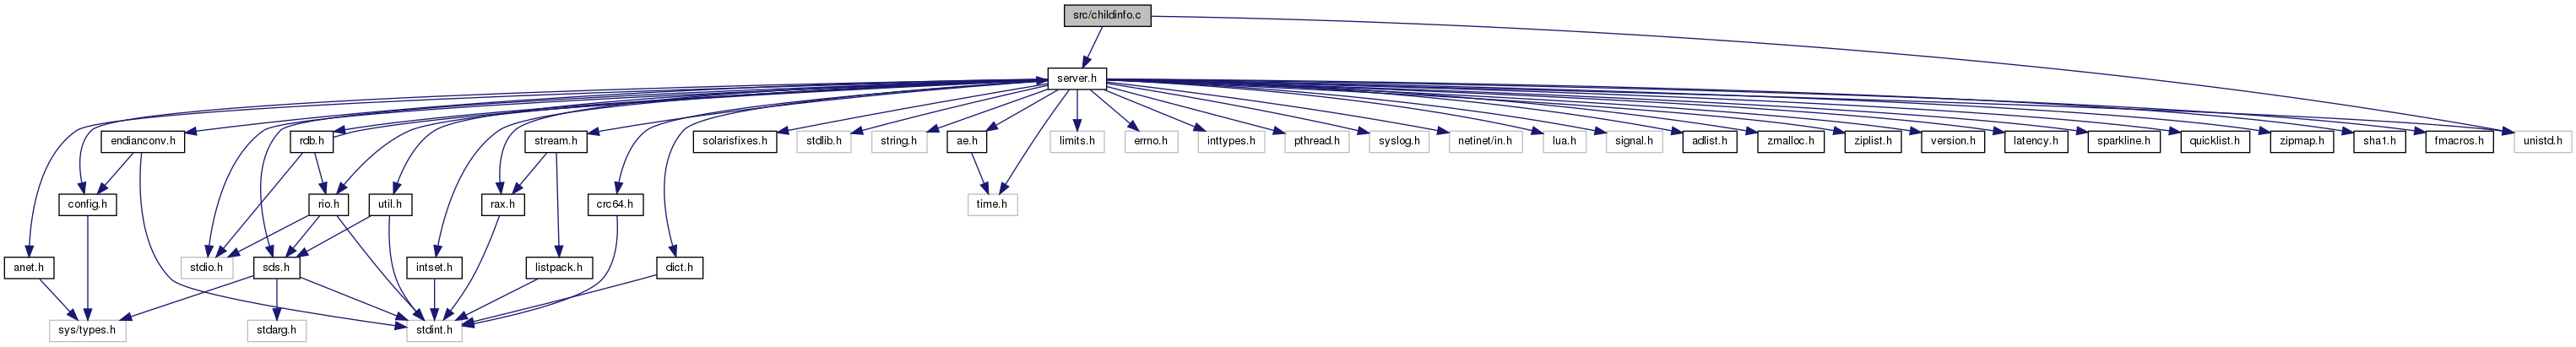 src/childinfo.c
server.h
endianconv.h
rdb.h
stream.h
solarisfixes.h
stdlib.h
string.h
ae.h
limits.h
errno.h
inttypes.h
pthread.h
syslog.h
netinet/in.h
lua.h
signal.h
adlist.h
zmalloc.h
ziplist.h
version.h
latency.h
sparkline.h
quicklist.h
zipmap.h
sha1.h
fmacros.h
unistd.h
config.h
rio.h
util.h
rax.h
crc64.h
time.h
anet.h
stdio.h
sds.h
intset.h
listpack.h
dict.h
sys/types.h
stdarg.h
stdint.h